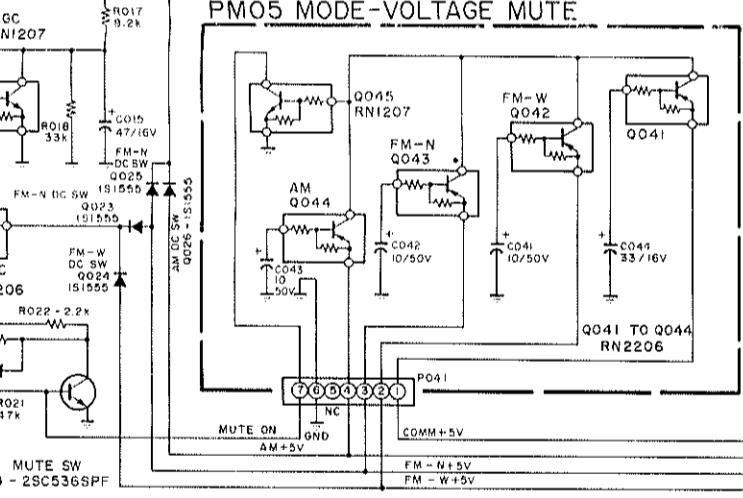 PM05 MODE-VOLTAGE MUTE
GC
N1207
R017
8.2k
R018
33k
C015
47/16V
FM-N
DC SW
Q025
1S1555
FM-N DC SW
Q023
1S1555
AM DC SW
Q026-1S1555
FM-W
DC SW
Q024
1S1555
C
206
R022-2.2k
R021
47k
MUTE SW
- 2SC536SPF
Q045
RN1207
FM-N
Q043
FM-W
Q042
Q041
AM
Q044
+
C043
10
50V
+
C042
10/50V
+
C041
10/50V
+
C044
33/16V
Q041 TO Q044
RN2206
P041
7 6 5 4 3 2 1
NC
MUTE ON
GND
AM+5V
COMM+5V
FM-N+5V
FM-W+5V